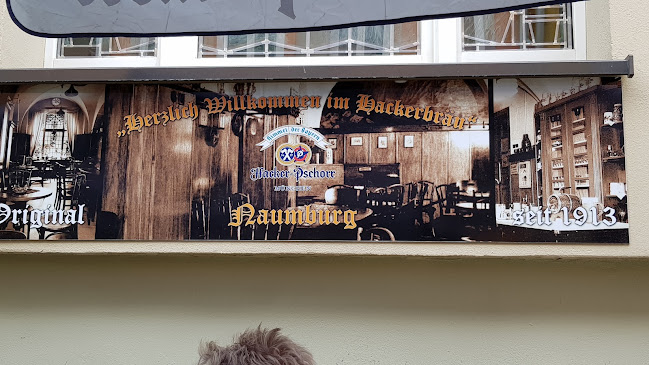 „Herzlich Willkommen im Hackerbräu“
Himmel der Bayern
Hacker-Pschorr
MÜNCHEN
Original
Naumburg
seit 1913